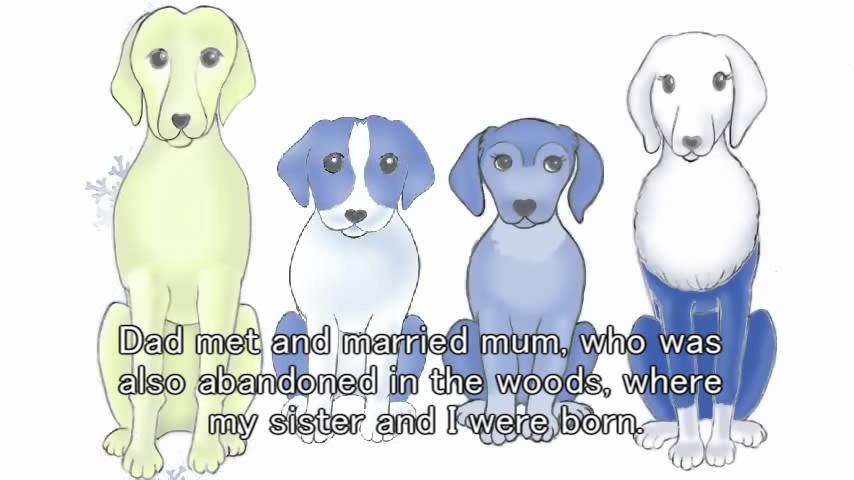 Dad met and married mum, who was
also abandoned in the woods, where
my sister and I were born.